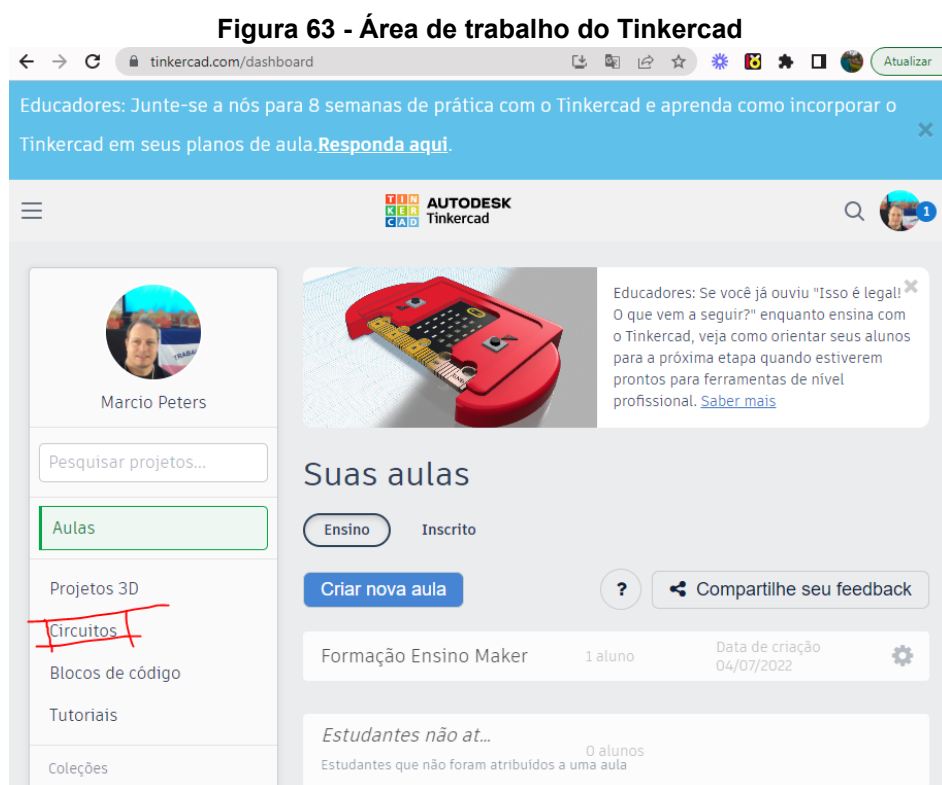 Figura 63 - Área de trabalho do Tinkercad
tinkercad.com/dashboard
Atualizar
Educadores: Junte-se a nós para 8 semanas de prática com o Tinkercad e aprenda como incorporar o
Tinkercad em seus planos de aula.Responda aqui.
TIN
KER
CAD
AUTODESK
Tinkercad
1
Marcio Peters
Pesquisar projetos...
Aulas
Projetos 3D
Circuitos
Blocos de código
Tutoriais
Coleções
Educadores: Se você já ouviu "Isso é legal!
O que vem a seguir?" enquanto ensina com
o Tinkercad, veja como orientar seus alunos
para a próxima etapa quando estiverem
prontos para ferramentas de nível
profissional. Saber mais
Suas aulas
Ensino Inscrito
Criar nova aula ? Compartilhe seu feedback
Formação Ensino Maker 1 aluno Data de criação
04/07/2022
Estudantes não at...
0 alunos
Estudantes que não foram atribuídos a uma aula